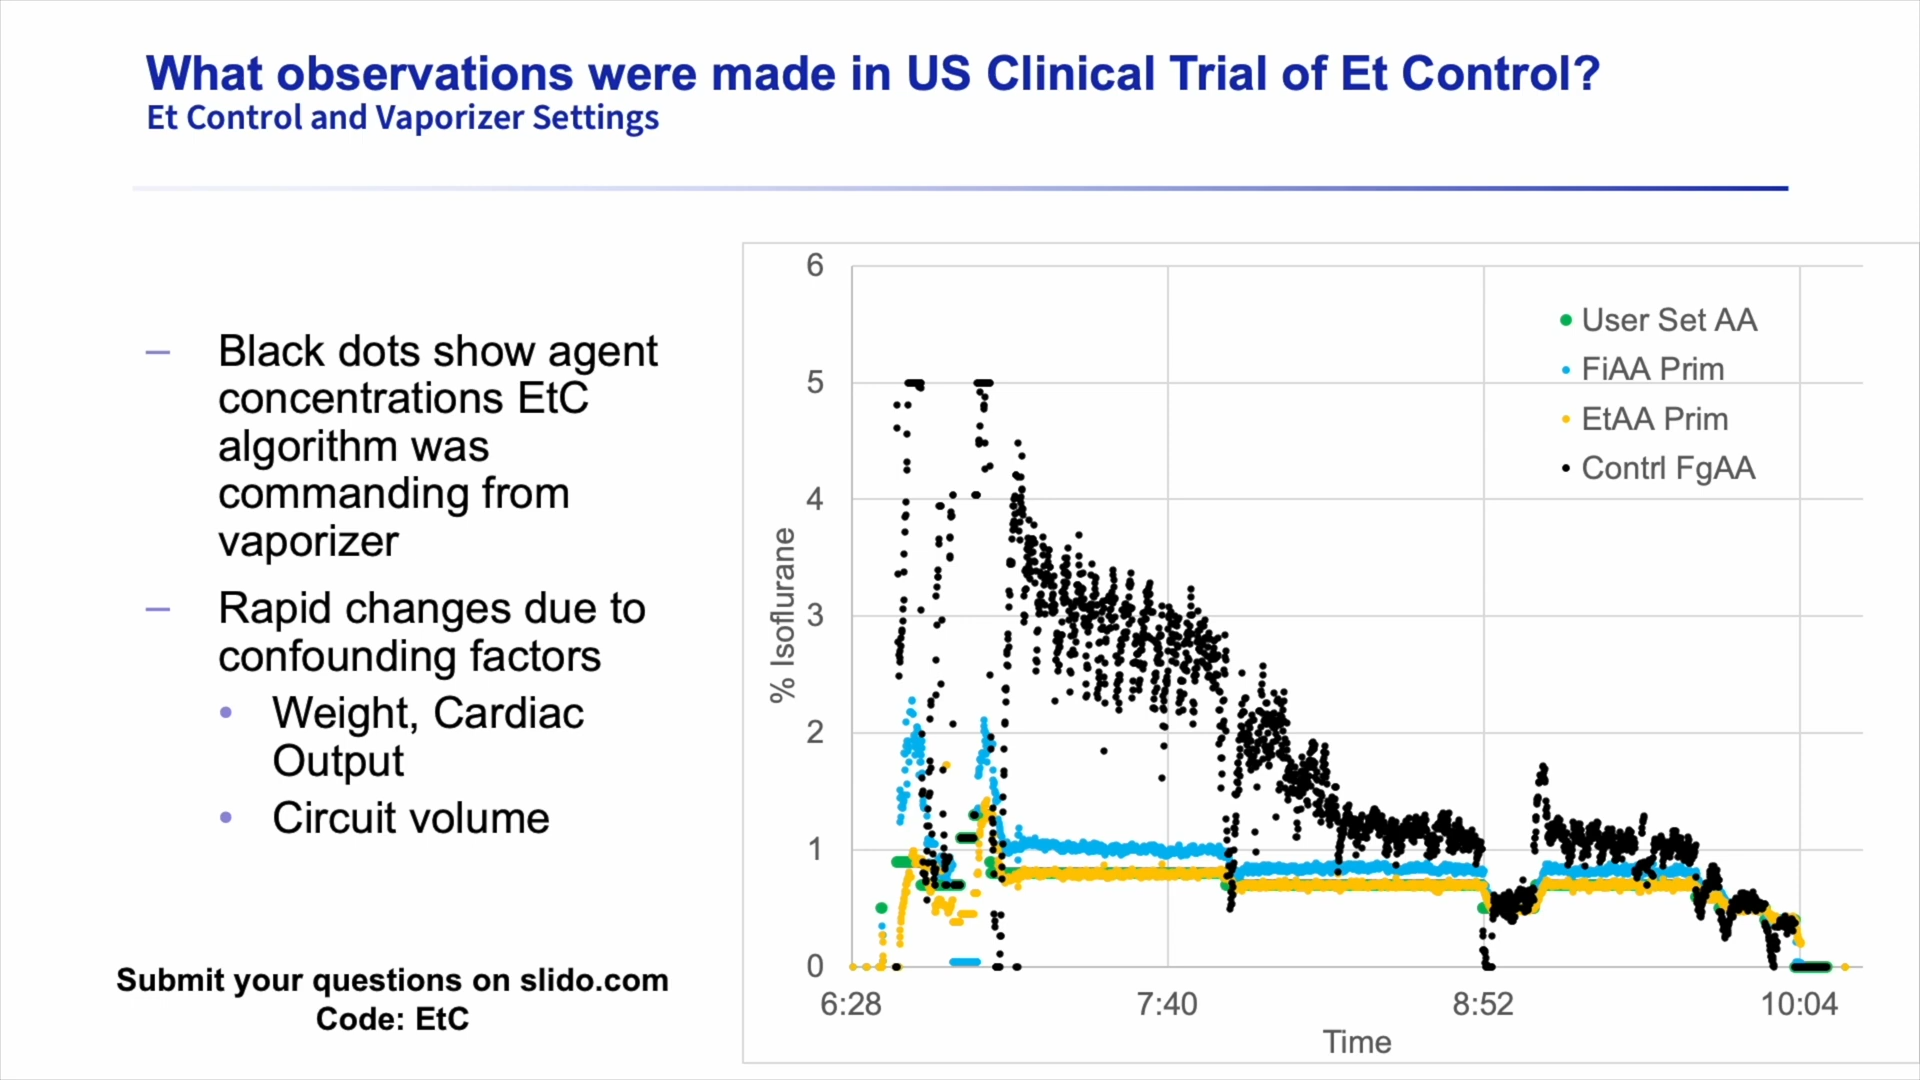 What observations were made in US Clinical Trial of Et Control?
Et Control and Vaporizer Settings
– Black dots show agent
concentrations EtC
algorithm was
commanding from
vaporizer
– Rapid changes due to
confounding factors
• Weight, Cardiac
Output
• Circuit volume
Submit your questions on slido.com
Code: EtC
% Isoflurane
6
5
4
3
2
1
0
6:28
7:40
8:52
10:04
Time
User Set AA
FiAA Prim
EtAA Prim
Contrl FgAA